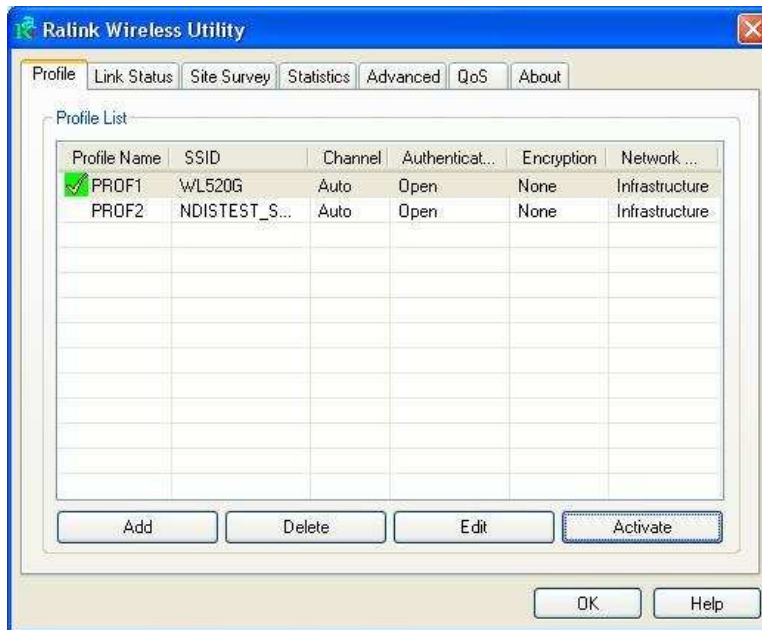 Ralink Wireless Utility
Profile Link Status Site Survey Statistics Advanced QoS About
Profile List
Profile Name SSID Channel Authenticat... Encryption Network ...
PROF1 WL520G Auto Open None Infrastructure
PROF2 NDISTEST_S... Auto Open None Infrastructure
Add Delete Edit Activate
OK Help